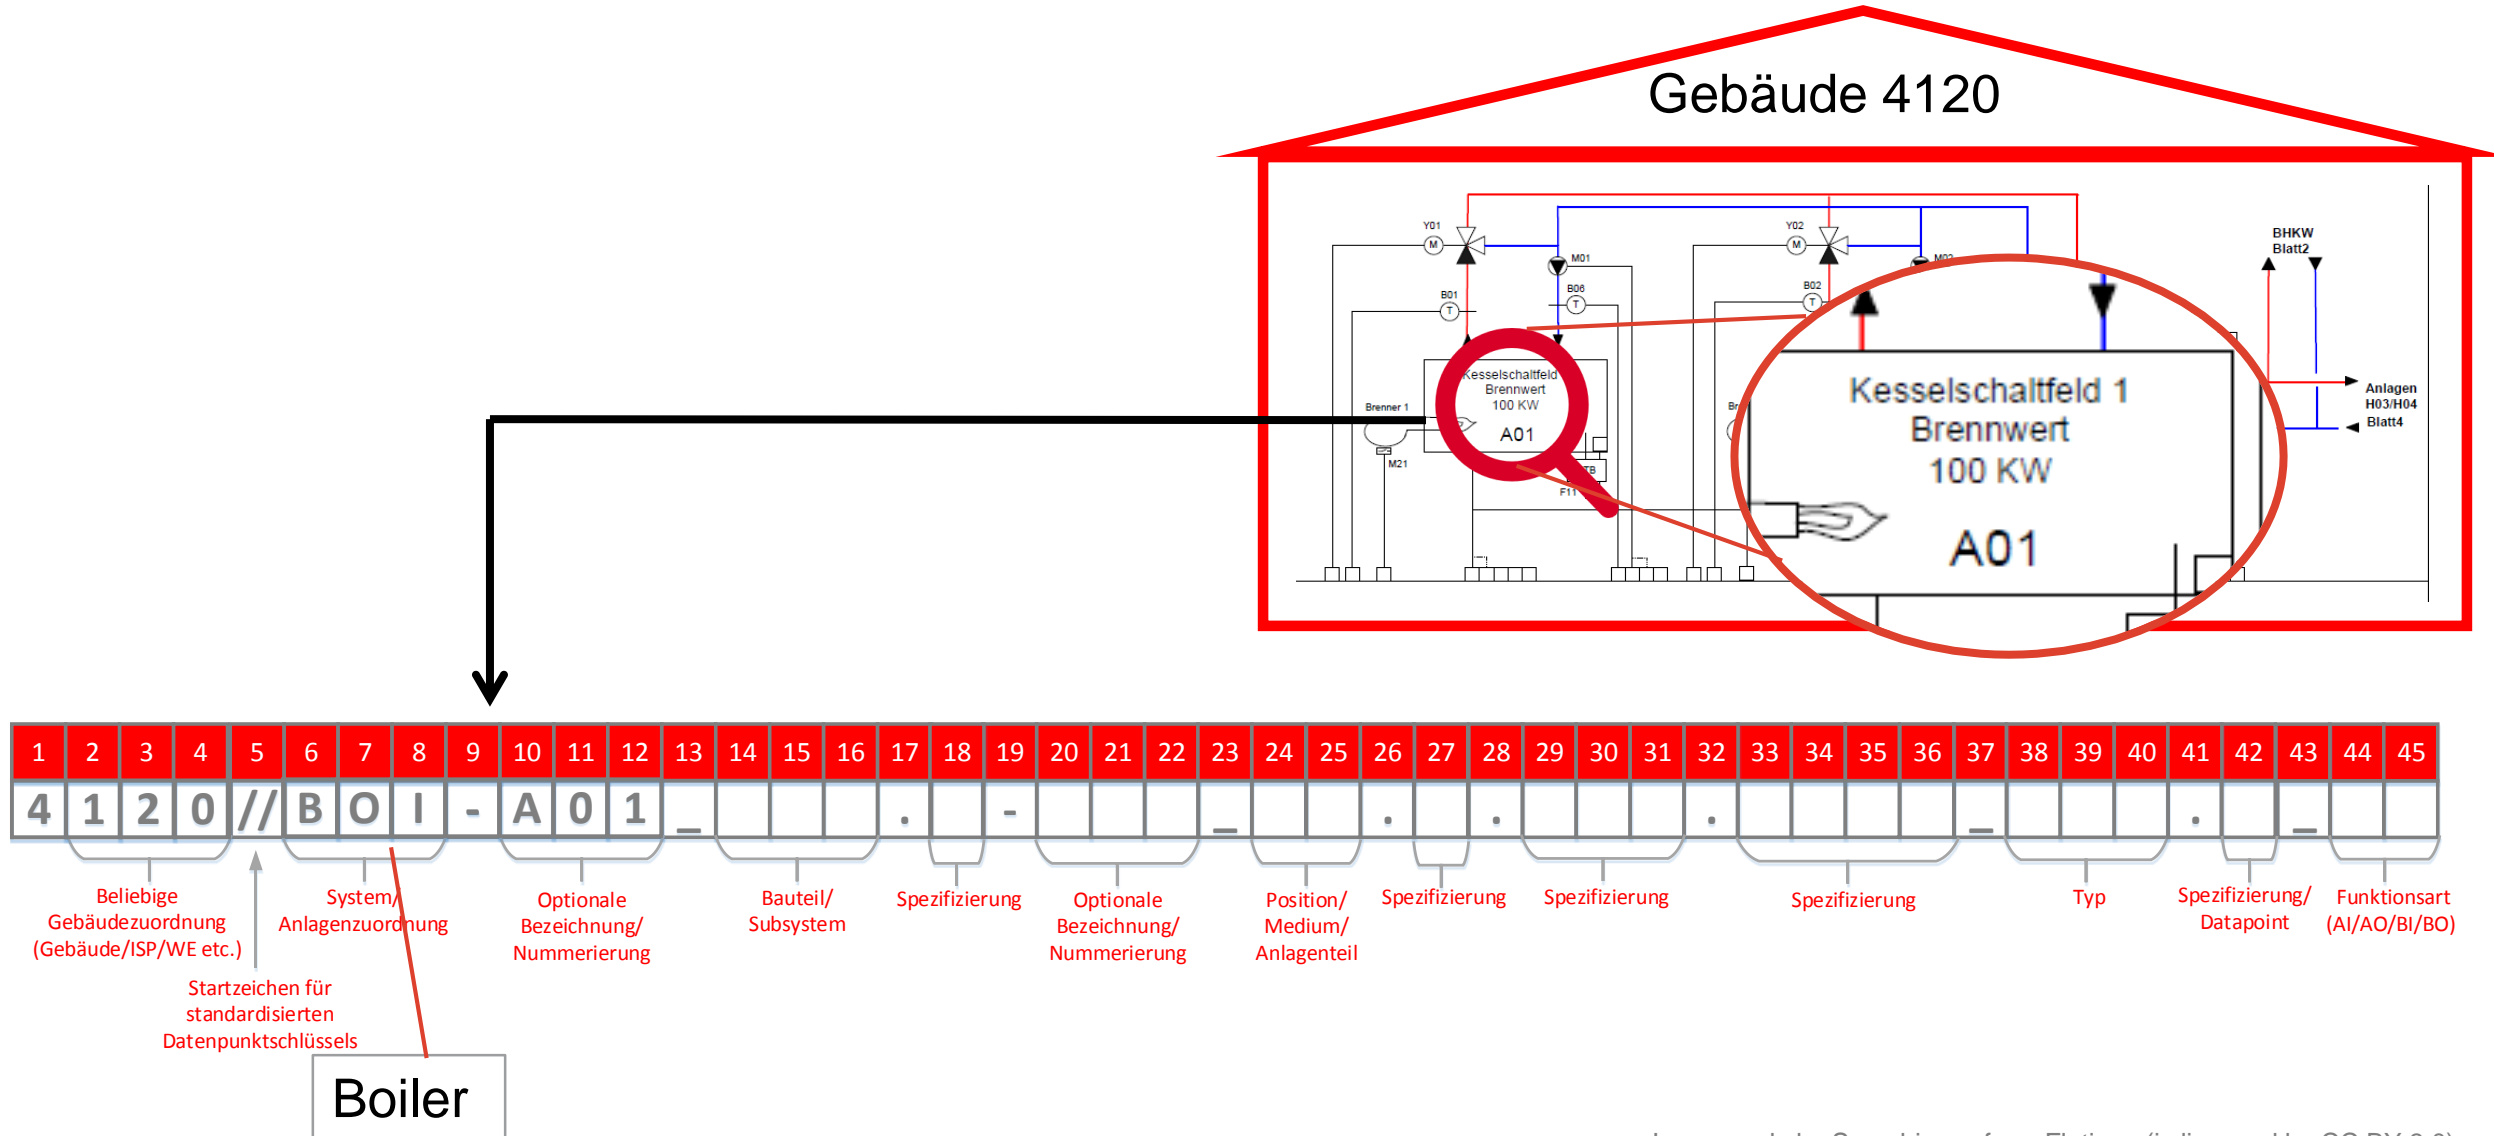 Gebäude 4120
Y01
M
M01
B01
T
B06
T
Y02
M
B02
T
BHKW
Blatt2
Anlagen
H03/H04
Blatt4
Kesselschaltfeld
Brennwert
100 KW
A01
Brenner 1
M21
F11
Kesselschaltfeld 1
Brennwert
100 KW
A01
1 2 3 4 5 6 7 8 9 10 11 12 13 14 15 16 17 18 19 20 21 22 23 24 25 26 27 28 29 30 31 32 33 34 35 36 37 38 39 40 41 42 43 44 45
4 1 2 0 // B O I - A 0 1 _ . - _ . . . _ . _
Beliebige
Gebäudezuordnung
(Gebäude/ISP/WE etc.)
Startzeichen für
standardisierten
Datenpunktschlüssels
System/
Anlagenzuordnung
Optionale
Bezeichnung/
Nummerierung
Bauteil/
Subsystem
Spezifizierung
Optionale
Bezeichnung/
Nummerierung
Position/
Medium/
Anlagenteil
Spezifizierung
Spezifizierung
Spezifizierung
Typ
Spezifizierung/
Datapoint
Funktionsart
(AI/AO/BI/BO)
Boiler